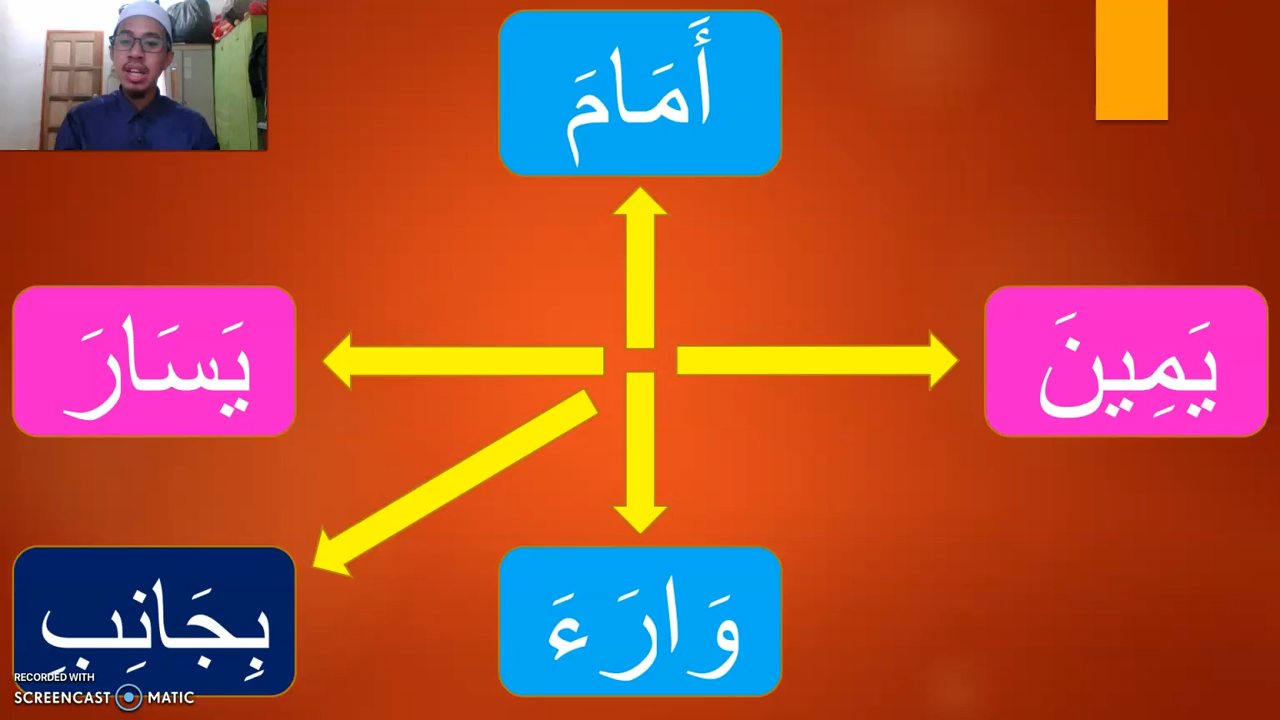 أَمَامَ
يَسَارَ
يَمِينَ
بِجَانِبِ
وَارَءَ
RECORDED WITH
SCREENCAST MATIC